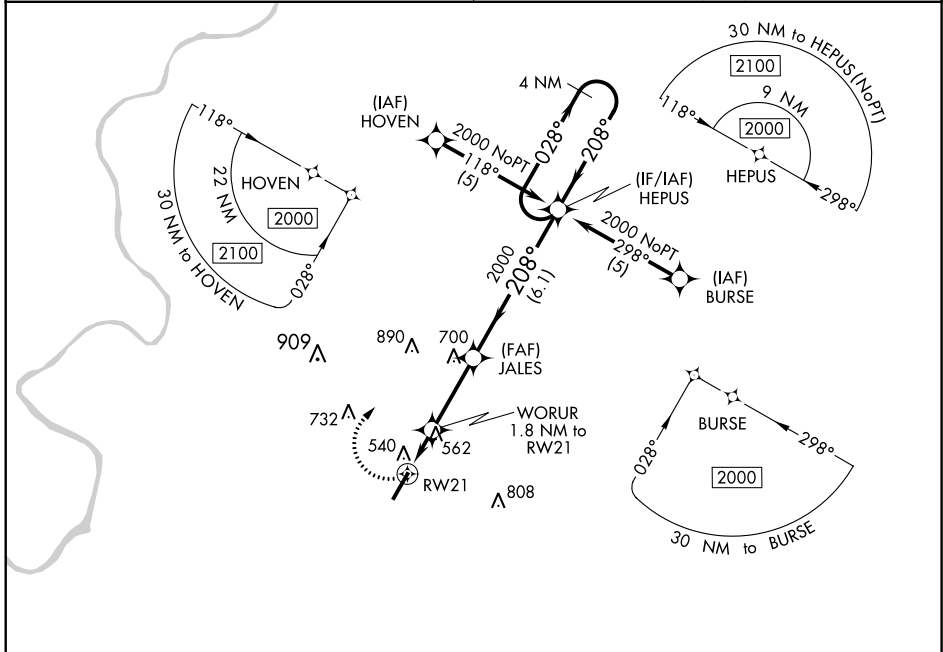 30 NM to HEPUS (NoPT)
2100
9 NM
118°
2000
HEPUS
298°
4 NM
028°
208°
(IAF)
HOVEN
2000 NoPT
118°
(5)
(IF/IAF)
HEPUS
2000 NoPT
298°
(5)
(IAF)
BURSE
118°
HOVEN
22 NM
2000
2100
30 NM to HOVEN
028°
2000
208°
(6.1)
909
890
700
(FAF)
JALES
732
WORUR
1.8 NM to
RW21
540
562
RW21
808
BURSE
028°
298°
2000
30 NM to BURSE